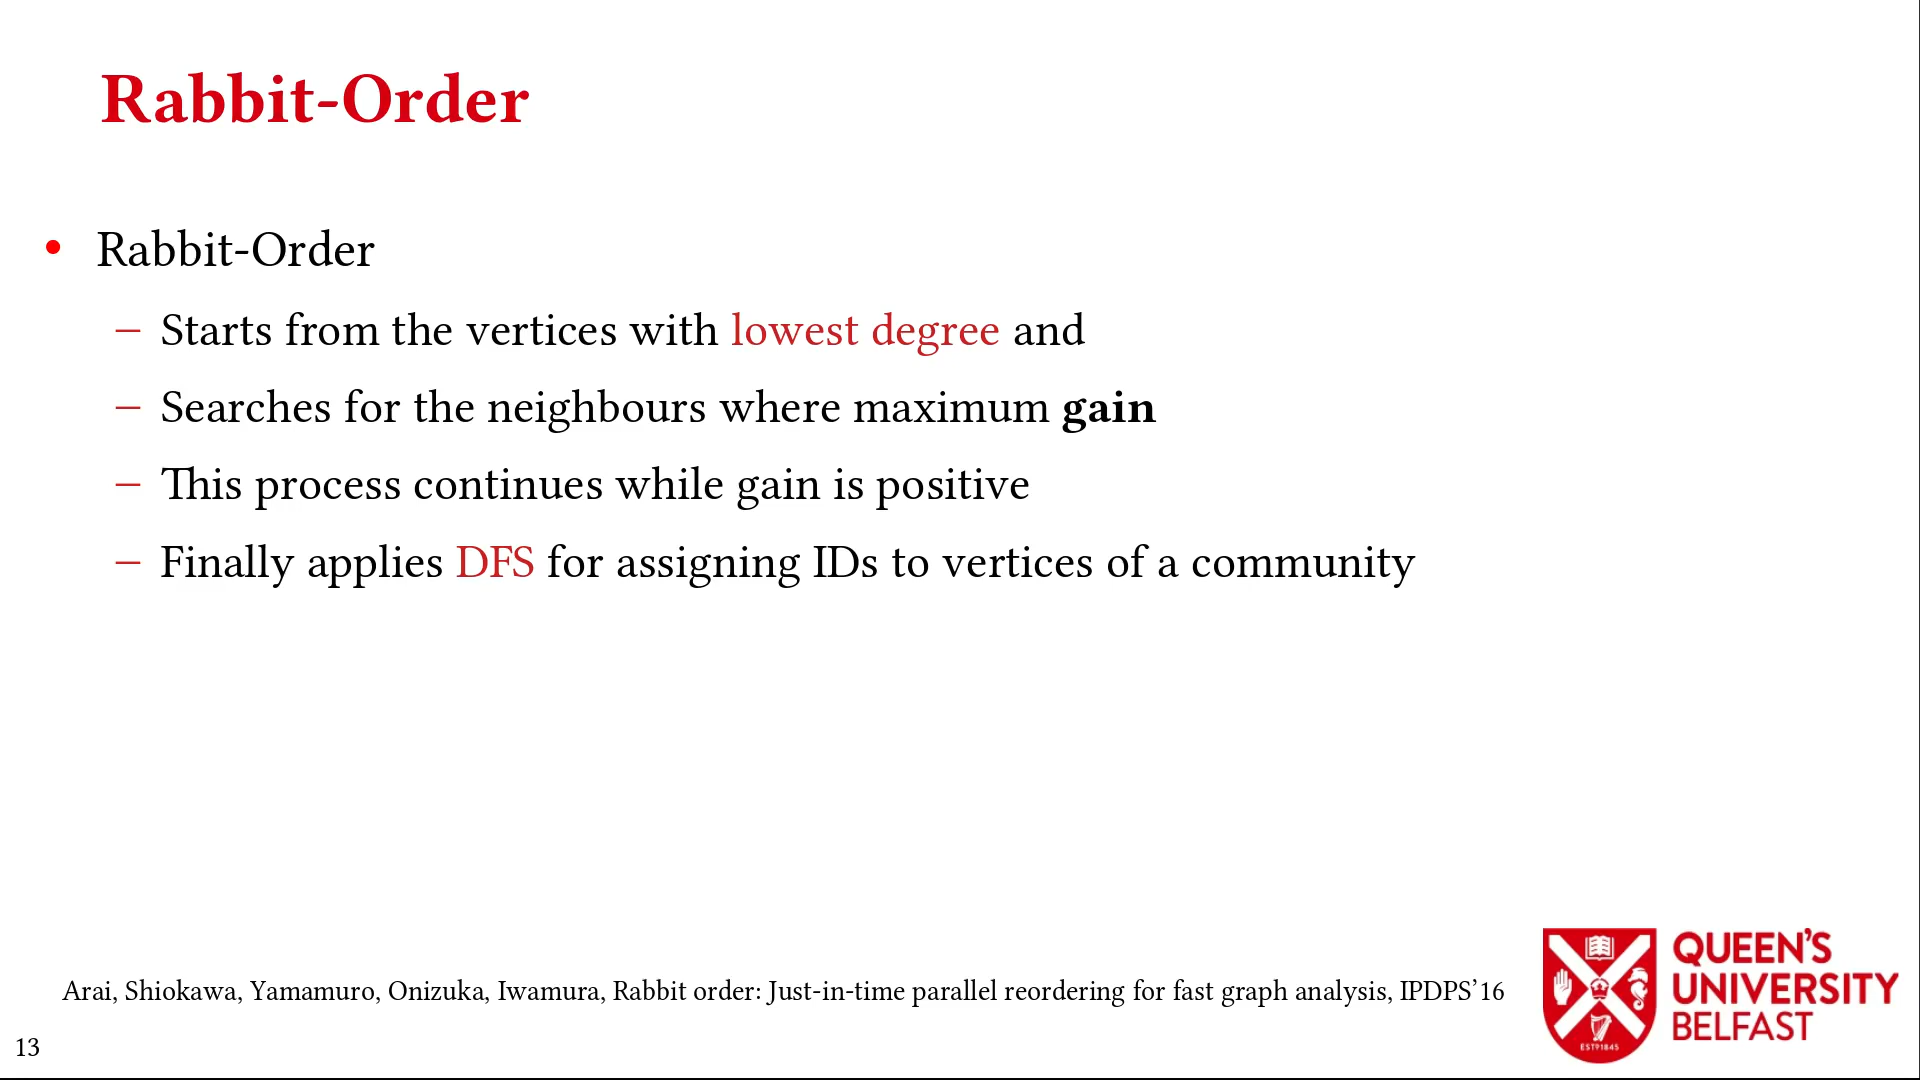 Rabbit-Order
• Rabbit-Order
– Starts from the vertices with lowest degree and
– Searches for the neighbours where maximum gain
– This process continues while gain is positive
– Finally applies DFS for assigning IDs to vertices of a community
Arai, Shiokawa, Yamamuro, Onizuka, Iwamura, Rabbit order: Just-in-time parallel reordering for fast graph analysis, IPDPS’16
QUEEN'S
UNIVERSITY
BELFAST
ESTD1845
13